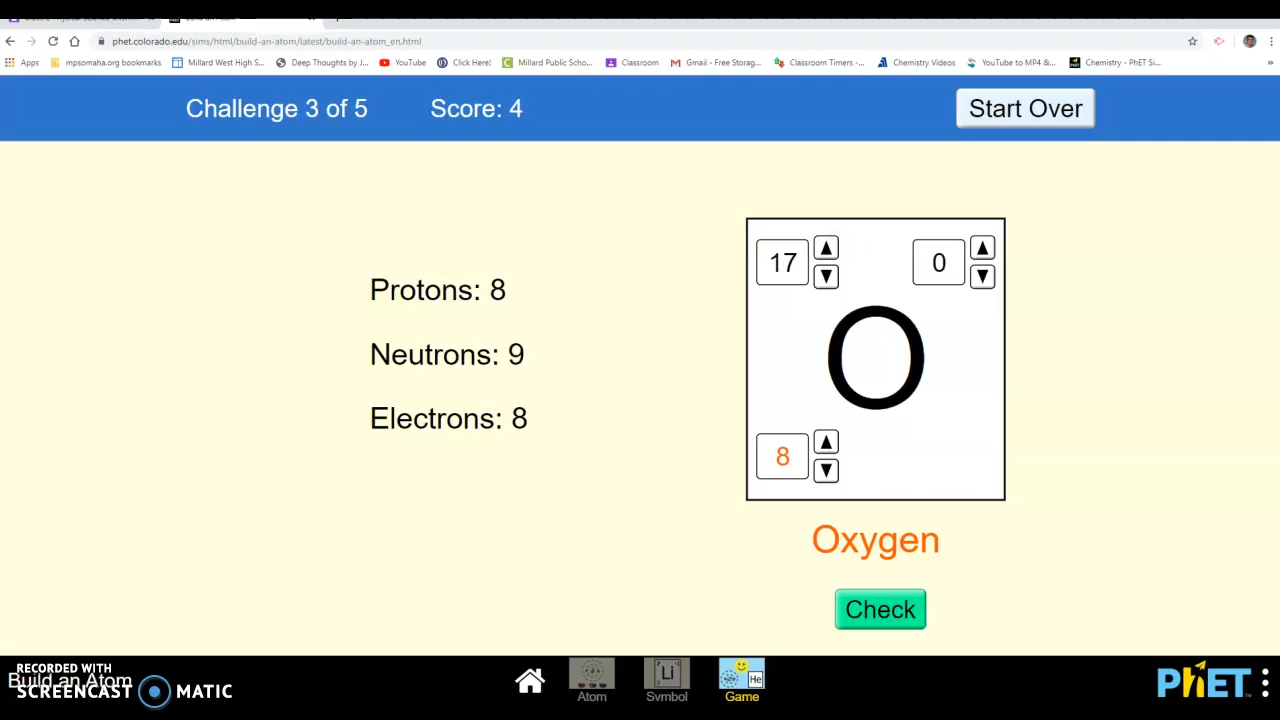 phet.colorado.edu/sims/html/build-an-atom/latest/build-an-atom_en.html
Apps mpsomaha.org bookmarks Millard West High S... Deep Thoughts by J... YouTube Click Here! Millard Public Scho... Classroom Gmail - Free Storag... Classroom Timers -... Chemistry Videos YouTube to MP4 &... Chemistry - PhET Si... »
Challenge 3 of 5 Score: 4 Start Over
17 0
Protons: 8
O
Neutrons: 9
Electrons: 8
8
Oxygen
Check
RECORDED WITH
Build an Atom
SCREENCAST MATIC
Li
He
Atom Symbol Game
PhET